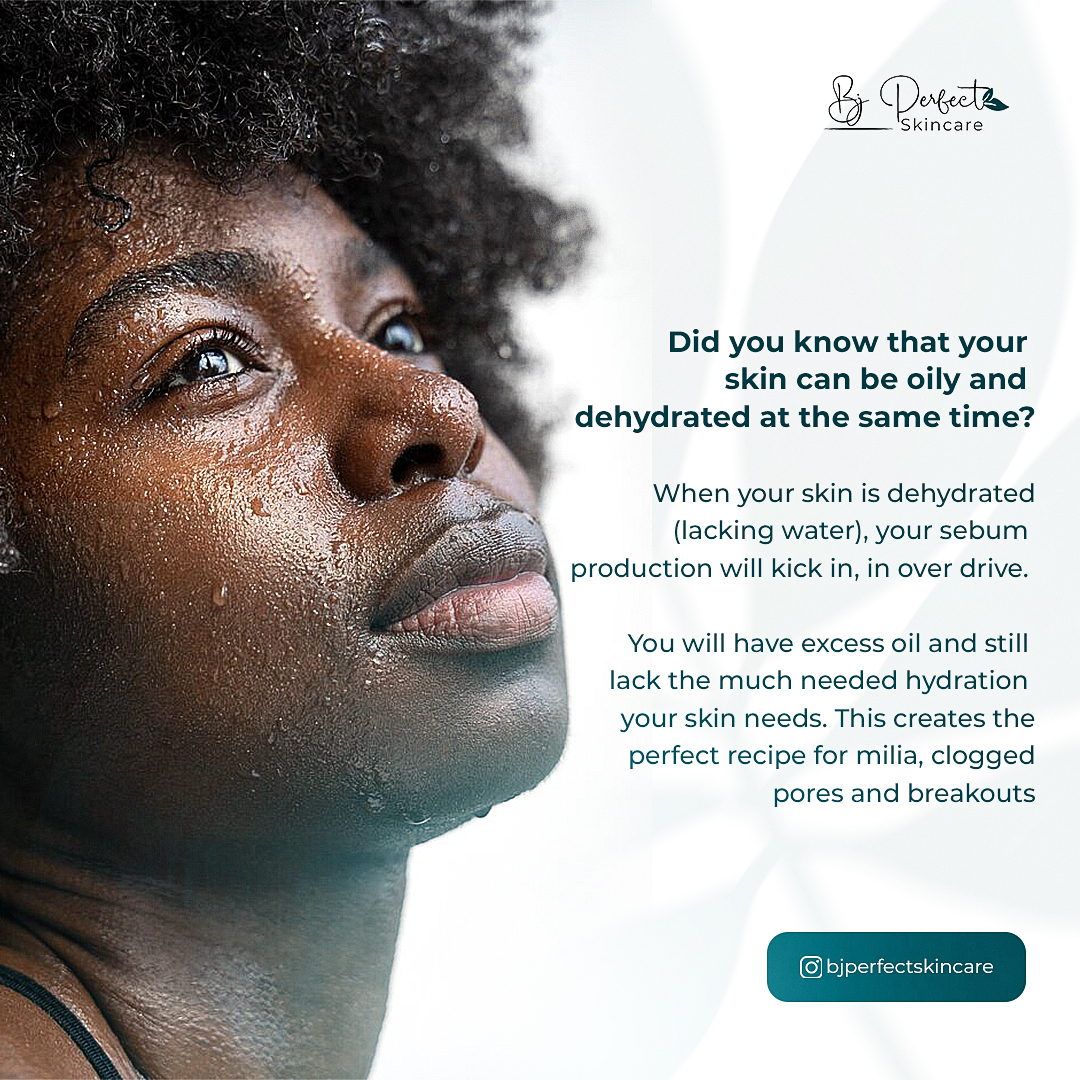 Bj Perfect
Skincare
Did you know that your
skin can be oily and
dehydrated at the same time?
When your skin is dehydrated
(lacking water), your sebum
production will kick in, in over drive.
You will have excess oil and still
lack the much needed hydration
your skin needs. This creates the
perfect recipe for milia, clogged
pores and breakouts
bjperfectskincare